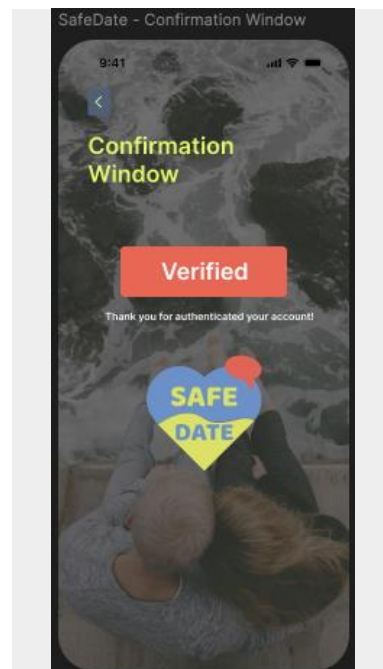 SafeDate - Confirmation Window
9:41
Confirmation
Window
Verified
Thank you for authenticated your account!
SAFE
DATE